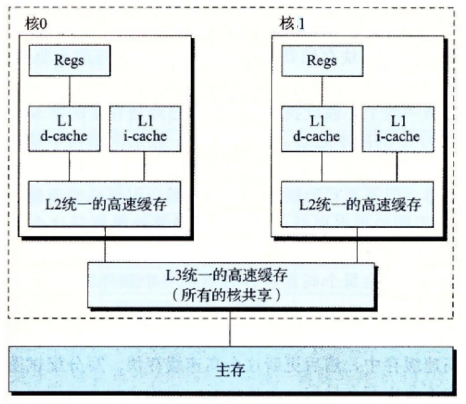 核0
核1
Regs
Regs
L1
d-cache
L1
i-cache
L1
d-cache
L1
i-cache
L2统一的高速缓存
L2统一的高速缓存
L3统一的高速缓存
（所有的核共享）
主存